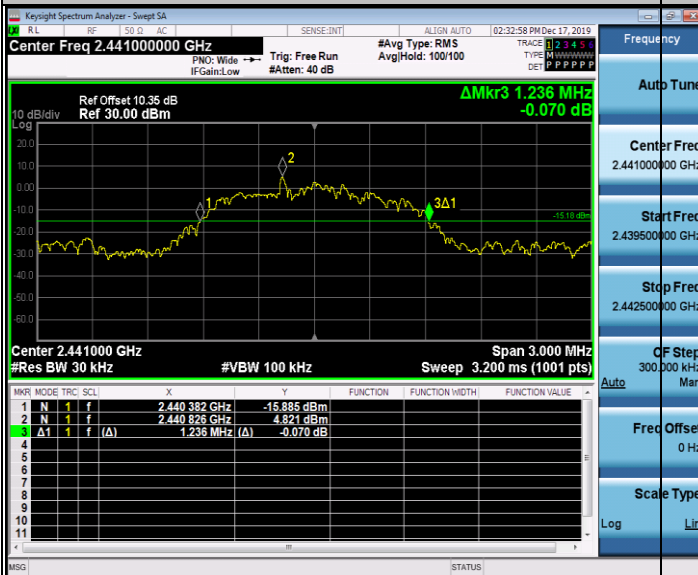 Keysight Spectrum Analyzer - Swept SA
RL RF 50 Ω AC SENSE:INT ALIGN AUTO 02:32:58 PM Dec 17, 2019
Center Freq 2.441000000 GHz
PNO: Wide
IFGain:Low
Trig: Free Run
#Atten: 40 dB
#Avg Type: RMS
Avg|Hold: 100/100
TRACE 1 2 3 4 5 6
TYPE M W W W W W
DET P P P P P P
ΔMkr3 1.236 MHz
-0.070 dB
Ref Offset 10.35 dB
10 dB/div Ref 30.00 dBm
Log
20.0
10.0
0.00
-10.0
-20.0
-30.0
-40.0
-50.0
-60.0
1
2
3Δ1
-15.18 dBm
Center 2.441000 GHz Span 3.000 MHz
#Res BW 30 kHz #VBW 100 kHz Sweep 3.200 ms (1001 pts)
MKR MODE TRC SCL X Y FUNCTION FUNCTION WIDTH FUNCTION VALUE
1 N 1 f 2.440 382 GHz -15.885 dBm
2 N 1 f 2.440 826 GHz 4.821 dBm
3 Δ1 1 f (Δ) 1.236 MHz (Δ) -0.070 dB
4
5
6
7
8
9
10
11
MSG STATUS
Frequency
Auto Tune
Center Freq
2.441000000 GHz
Start Freq
2.439500000 GHz
Stop Freq
2.442500000 GHz
CF Step
300.000 kHz
Auto Man
Freq Offset
0 Hz
Scale Type
Log Lin